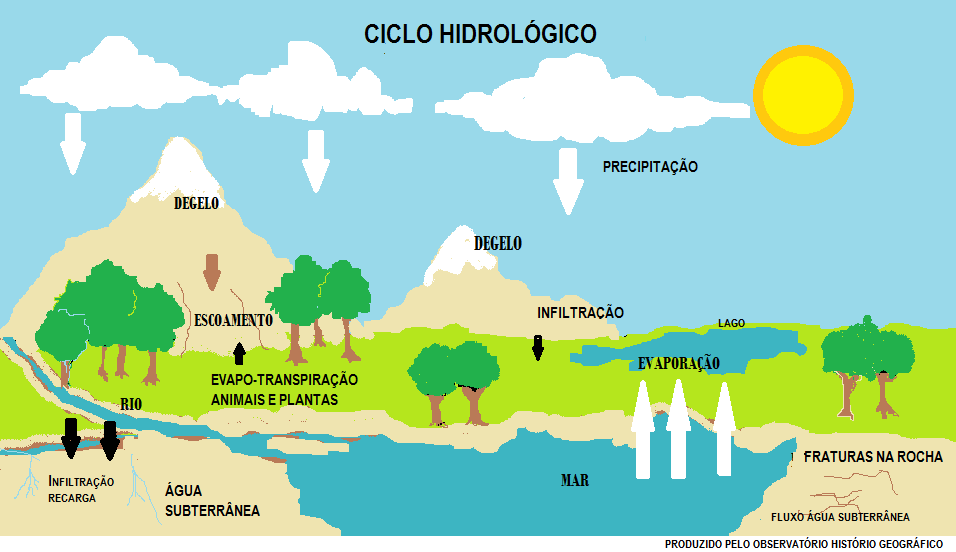 CICLO HIDROLÓGICO
PRECIPITAÇÃO
DEGELO
DEGELO
ESCOAMENTO
INFILTRAÇÃO
LAGO
EVAPORAÇÃO
EVAPO-TRANSPIRAÇÃO
ANIMAIS E PLANTAS
RIO
INFILTRAÇÃO
RECARGA
ÁGUA
SUBTERRÂNEA
MAR
FRATURAS NA ROCHA
FLUXO ÁGUA SUBTERRÂNEA
PRODUZIDO PELO OBSERVATÓRIO HISTÓRIO GEOGRÁFICO